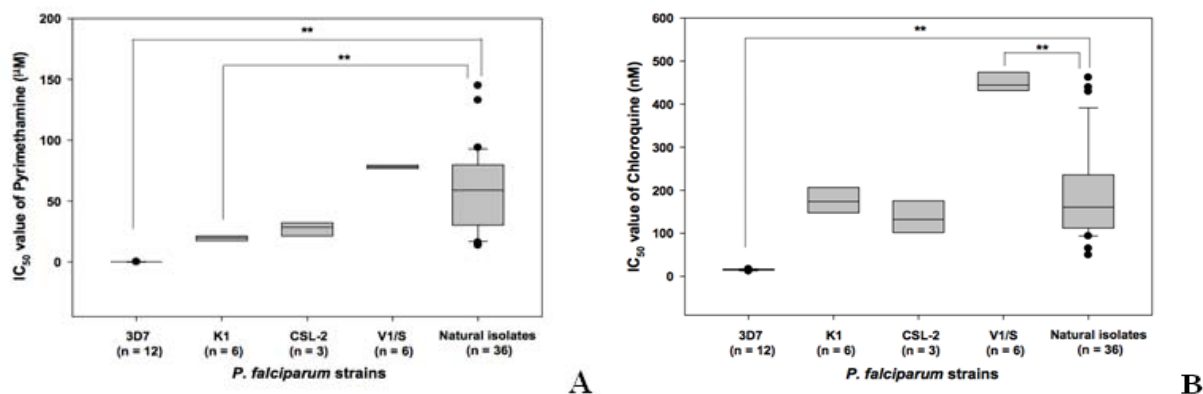 200
150
100
50
0
IC50 value of Pyrimethamine (µM)
**
**
3D7
(n = 12)
K1
(n = 6)
CSL-2
(n = 3)
V1/S
(n = 6)
Natural isolates
(n = 36)
P. falciparum strains
A
600
500
400
300
200
100
0
IC50 value of Chloroquine (nM)
**
**
3D7
(n = 12)
K1
(n = 6)
CSL-2
(n = 3)
V1/S
(n = 6)
Natural isolates
(n = 36)
P. falciparum strains
B